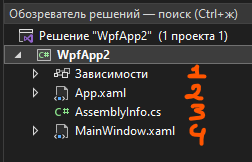 Обозреватель решений — поиск (Ctrl+ж)
Решение "WpfApp2" (1 проекта 1)
WpfApp2
Зависимости 1
App.xaml 2
AssemblyInfo.cs 3
MainWindow.xaml 4